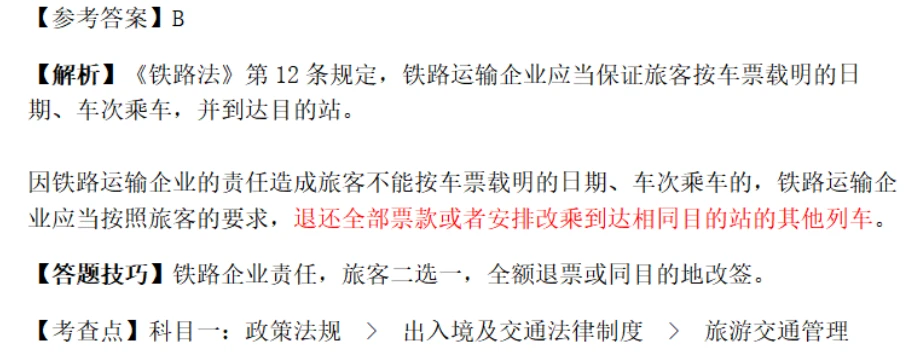 【参考答案】B
【解析】《铁路法》第 12 条规定，铁路运输企业应当保证旅客按车票载明的日
期、车次乘车，并到达目的站。
因铁路运输企业的责任造成旅客不能按车票载明的日期、车次乘车的，铁路运输企
业应当按照旅客的要求，退还全部票款或者安排改乘到达相同目的站的其他列车。
【答题技巧】铁路企业责任，旅客二选一，全额退票或同目的地改签。
【考查点】科目一：政策法规 > 出入境及交通法律制度 > 旅游交通管理